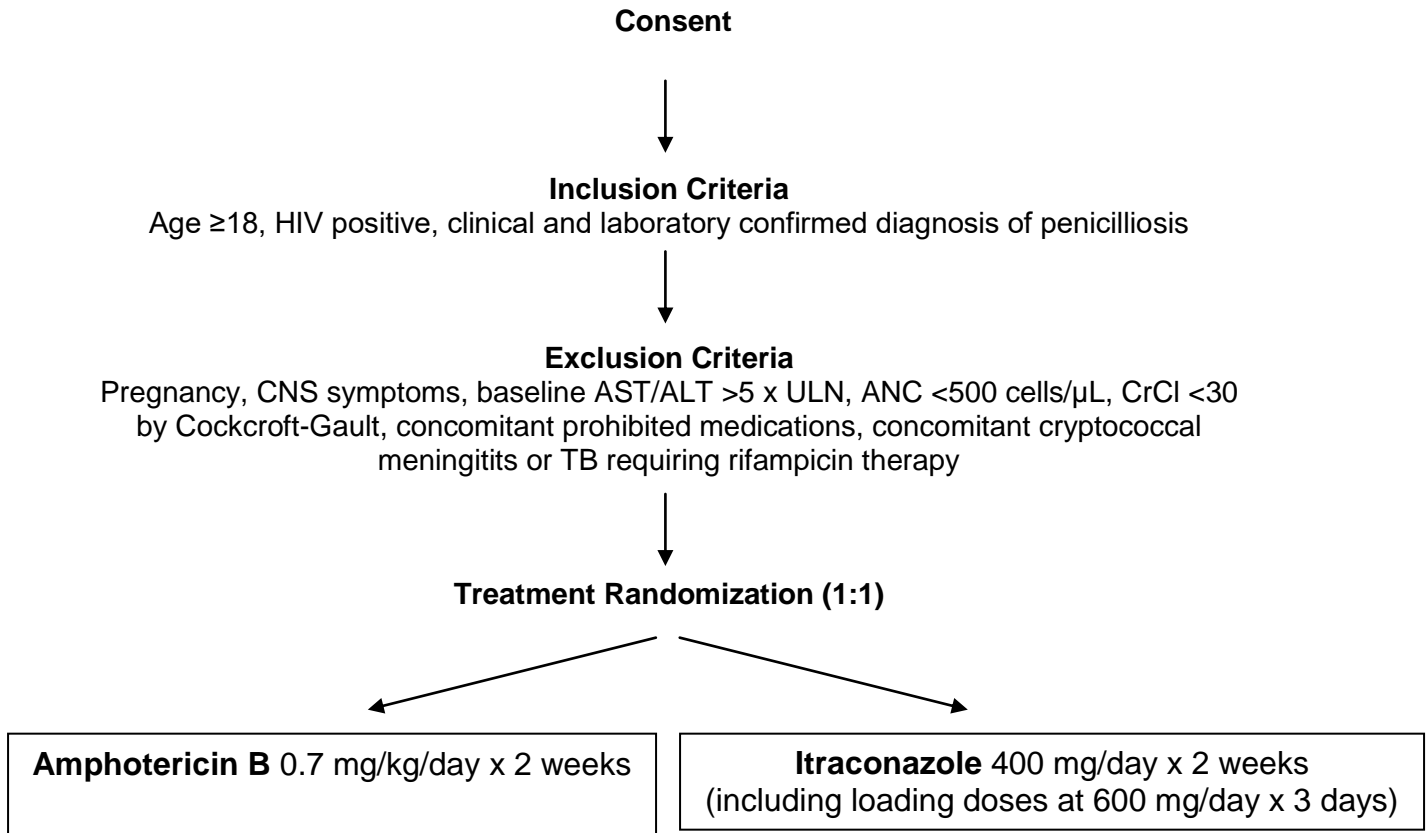 Consent
Inclusion Criteria
Age ≥18, HIV positive, clinical and laboratory confirmed diagnosis of penicilliosis
Exclusion Criteria
Pregnancy, CNS symptoms, baseline AST/ALT >5 x ULN, ANC <500 cells/µL, CrCl <30
by Cockcroft-Gault, concomitant prohibited medications, concomitant cryptococcal
meningitits or TB requiring rifampicin therapy
Treatment Randomization (1:1)
Amphotericin B 0.7 mg/kg/day x 2 weeks
Itraconazole 400 mg/day x 2 weeks
(including loading doses at 600 mg/day x 3 days)